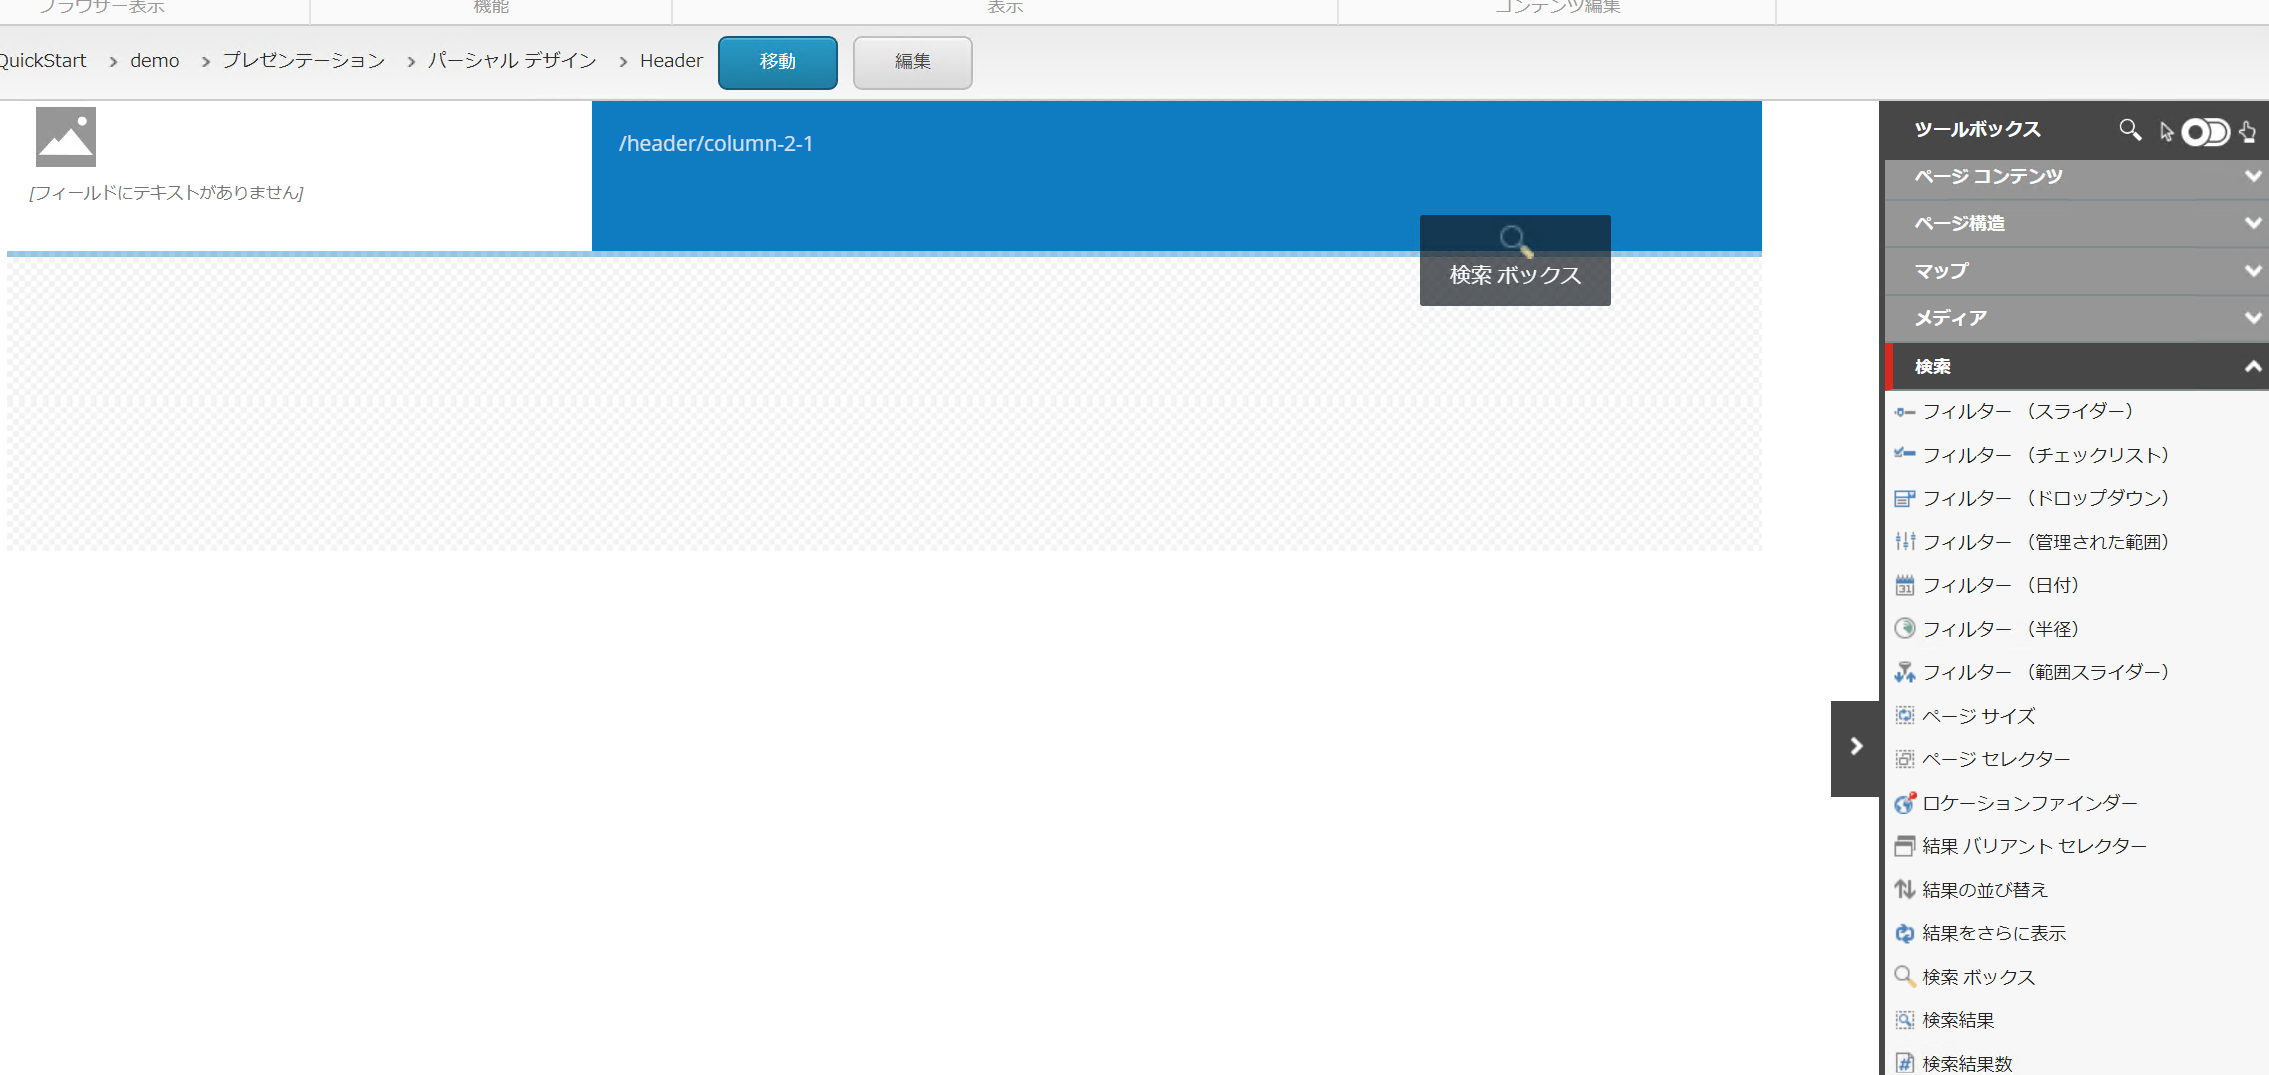 ブラウザー表示
機能
表示
コンテンツ編集
QuickStart > demo > プレゼンテーション > パーシャル デザイン > Header
移動
編集
[フィールドにテキストがありません]
/header/column-2-1
検索 ボックス
ツールボックス
ページ コンテンツ
ページ構造
マップ
メディア
検索
フィルター （スライダー）
フィルター （チェックリスト）
フィルター （ドロップダウン）
フィルター （管理された範囲）
フィルター （日付）
フィルター （半径）
フィルター （範囲スライダー）
ページ サイズ
ページ セレクター
ロケーションファインダー
結果 バリアント セレクター
結果の並び替え
結果をさらに表示
検索 ボックス
検索結果
検索結果数